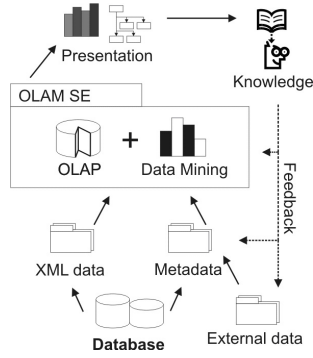 Presentation
Knowledge
OLAM SE
OLAP
+
Data Mining
Feedback
XML data
Metadata
Database
External data